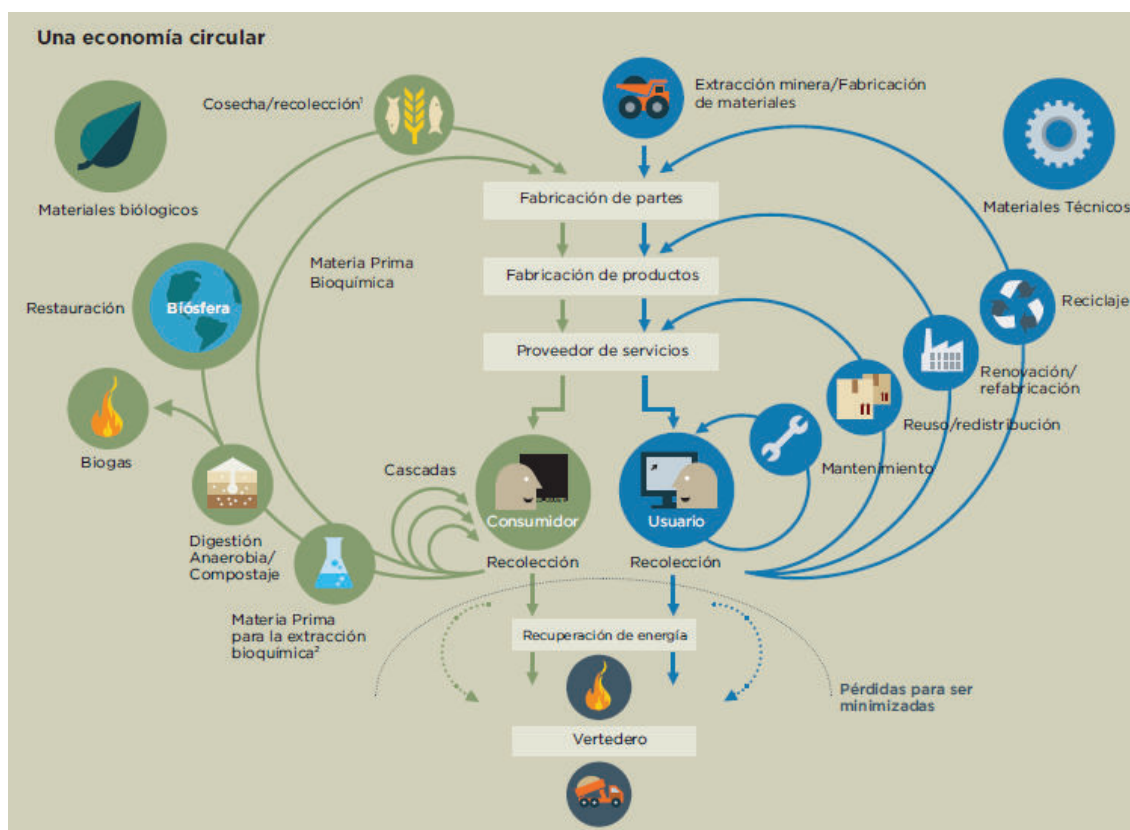 Una economía circular
Cosecha/recolección¹
Extracción minera/Fabricación
de materiales
Materiales biólogicos
Materiales Técnicos
Fabricación de partes
Materia Prima
Bioquímica
Fabricación de productos
Restauración
Biósfera
Reciclaje
Proveedor de servicios
Renovación/
refabricación
Reuso/redistribución
Biogas
Cascadas
Mantenimiento
Consumidor
Usuario
Digestión
Anaerobia/
Compostaje
Recolección
Recolección
Materia Prima
para la extracción
bioquímica²
Recuperación de energía
Pérdidas para ser
minimizadas
Vertedero